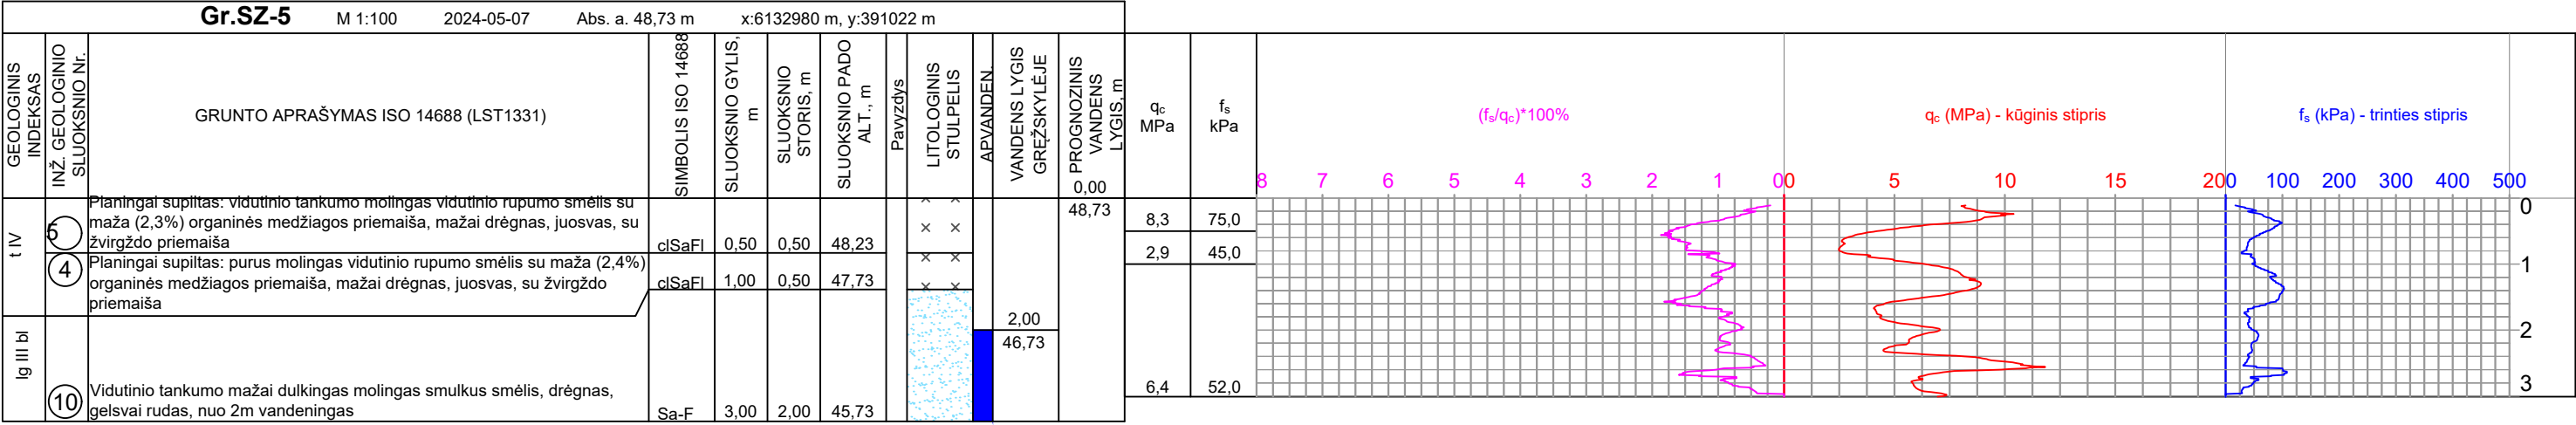 Gr.SZ-5 M 1:100 2024-05-07 Abs. a. 48,73 m x:6132980 m, y:391022 m
GEOLOGINIS
INDEKSAS
INŽ. GEOLOGINIO
SLUOKSNIO Nr.
GRUNTO APRAŠYMAS ISO 14688 (LST1331)
SIMBOLIS ISO 14688
SLUOKSNIO GYLIS,
m
SLUOKSNIO
STORIS, m
SLUOKSNIO PADO
ALT., m
Pavyzdys
LITOLOGINIS
STULPELIS
APVANDEN.
VANDENS LYGIS
GRĘŽSKYLĖJE
PROGNOZINIS
VANDENS
LYGIS, m
0,00
48,73
qc
MPa
fs
kPa
(fs/qc)*100%
qc (MPa) - kūginis stipris
fs (kPa) - trinties stipris
8 7 6 5 4 3 2 1 0
0 5 10 15 20
0 100 200 300 400 500
t IV
5
Planingai supiltas: vidutinio tankumo molingas vidutinio rupumo smėlis su
maža (2,3%) organinės medžiagos priemaiša, mažai drėgnas, juosvas, su
žvirgždo priemaiša
clSaFl 0,50 0,50 48,23
8,3 75,0
4
Planingai supiltas: purus molingas vidutinio rupumo smėlis su maža (2,4%)
organinės medžiagos priemaiša, mažai drėgnas, juosvas, su žvirgždo
priemaiša
clSaFl 1,00 0,50 47,73
2,9 45,0
lg III bl
10
Vidutinio tankumo mažai dulkingas molingas smulkus smėlis, drėgnas,
gelsvai rudas, nuo 2m vandeningas
Sa-F 3,00 2,00 45,73
2,00
46,73
6,4 52,0
0
1
2
3